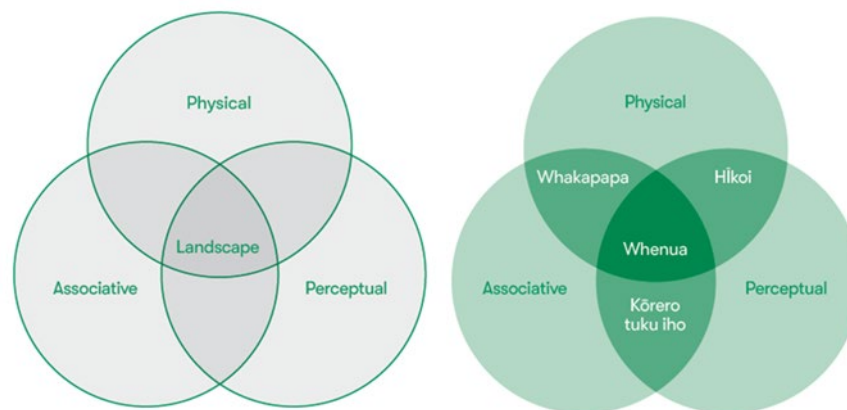 Physical
Landscape
Associative
Perceptual
Physical
Whakapapa
HĪkoi
Whenua
Associative
Perceptual
Kōrero
tuku iho